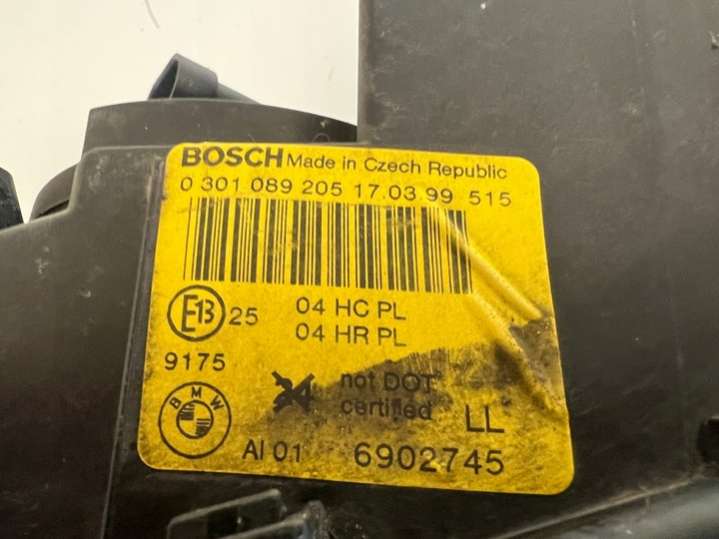 BOSCH Made in Czech Republic
0 301 089 205 17.03.99 515
E13 25
04 HC PL
04 HR PL
9175
not DOT
certified
LL
BMW
AI 01
6902745